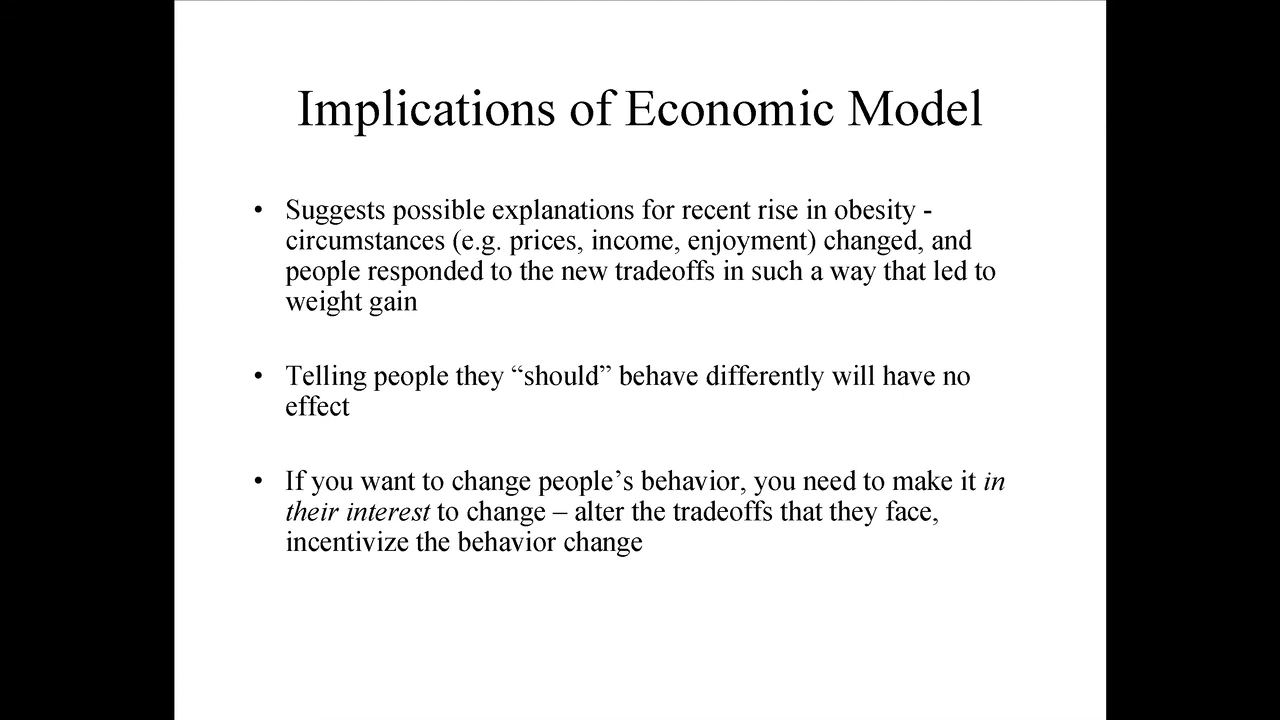 Implications of Economic Model
• Suggests possible explanations for recent rise in obesity -
circumstances (e.g. prices, income, enjoyment) changed, and
people responded to the new tradeoffs in such a way that led to
weight gain
• Telling people they “should” behave differently will have no
effect
• If you want to change people’s behavior, you need to make it in
their interest to change – alter the tradeoffs that they face,
incentivize the behavior change